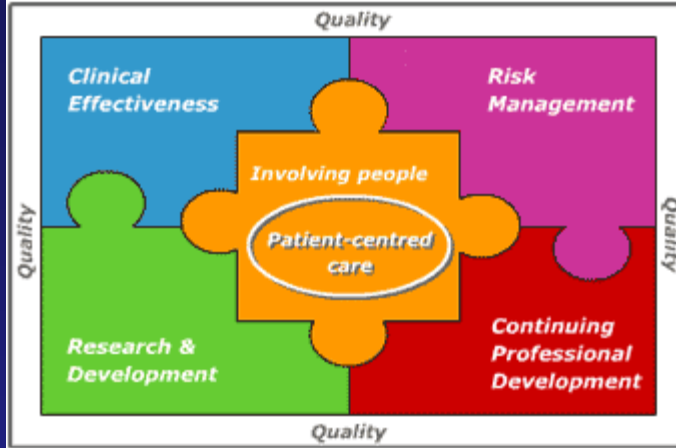 Quality
Clinical
Effectiveness
Risk
Management
Involving people
Quality
Patient-centred
care
Quality
Research &
Development
Continuing
Professional
Development
Quality